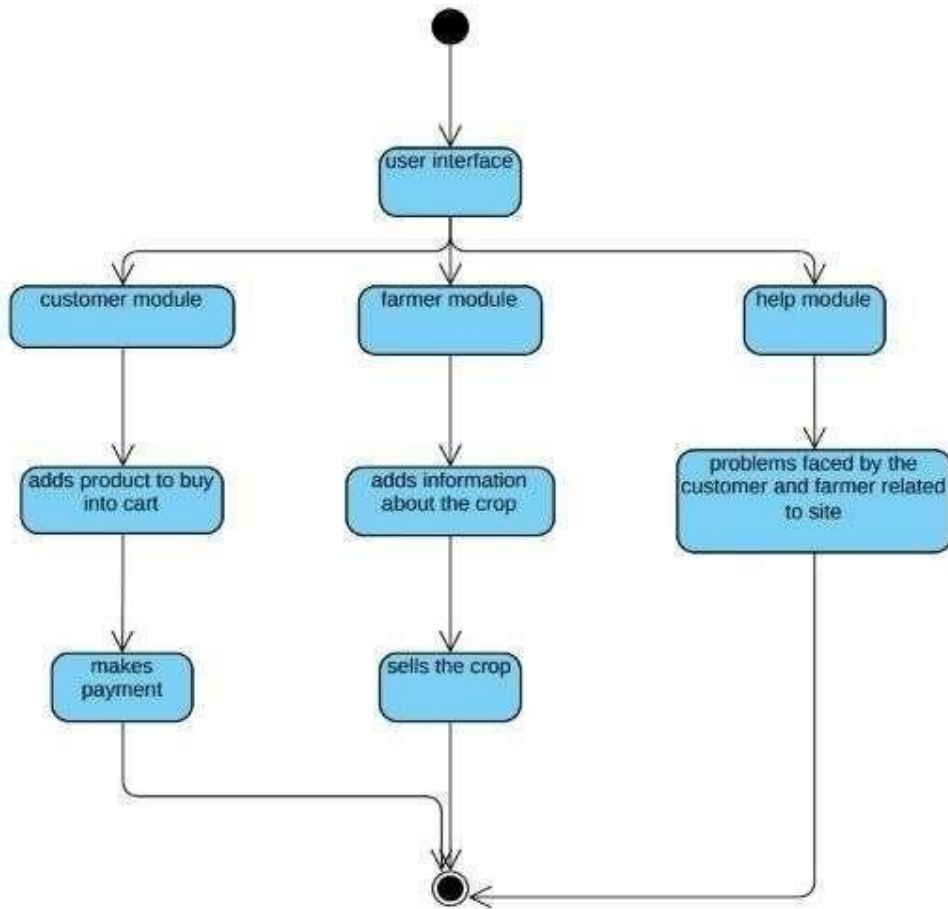 user interface
customer module
farmer module
help module
adds product to buy
into cart
adds information
about the crop
problems faced by the
customer and farmer related
to site
makes
payment
sells the crop